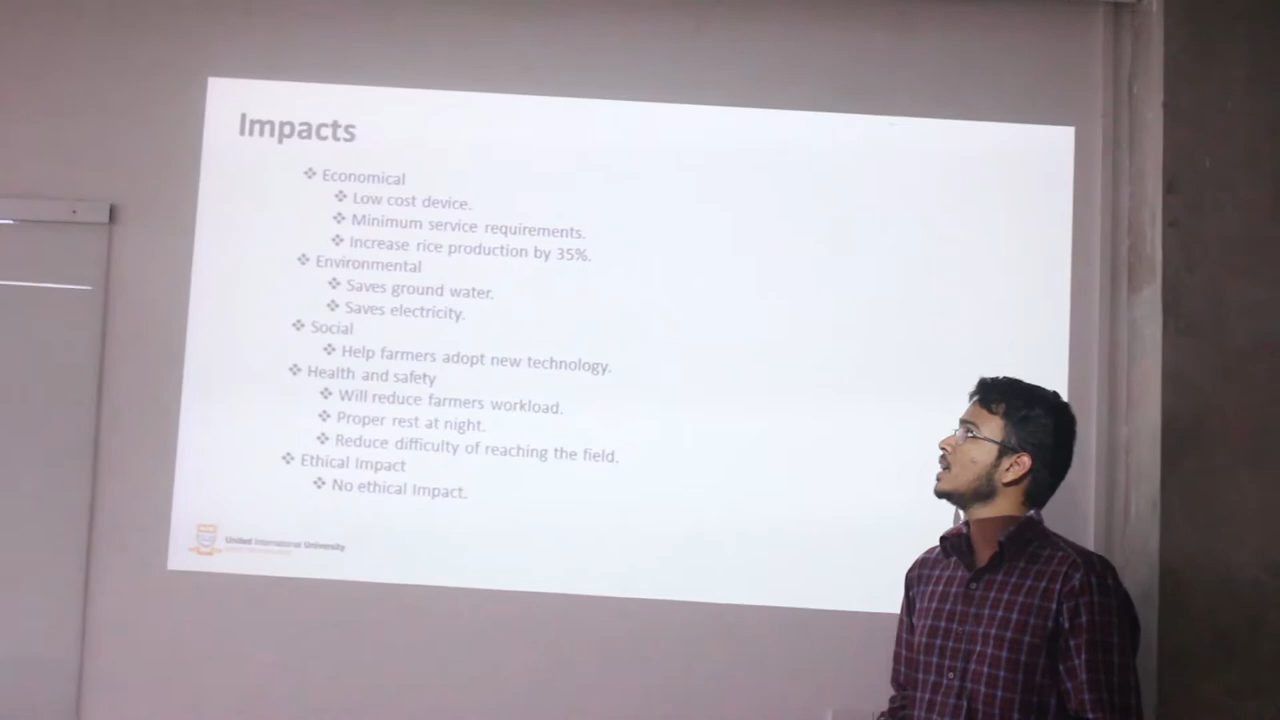 Impacts
❖ Economical
❖ Low cost device.
❖ Minimum service requirements.
❖ Increase rice production by 35%.
❖ Environmental
❖ Saves ground water.
❖ Saves electricity.
❖ Social
❖ Help farmers adopt new technology.
❖ Health and safety
❖ Will reduce farmers workload.
❖ Proper rest at night.
❖ Reduce difficulty of reaching the field.
❖ Ethical Impact
❖ No ethical Impact.
United International University